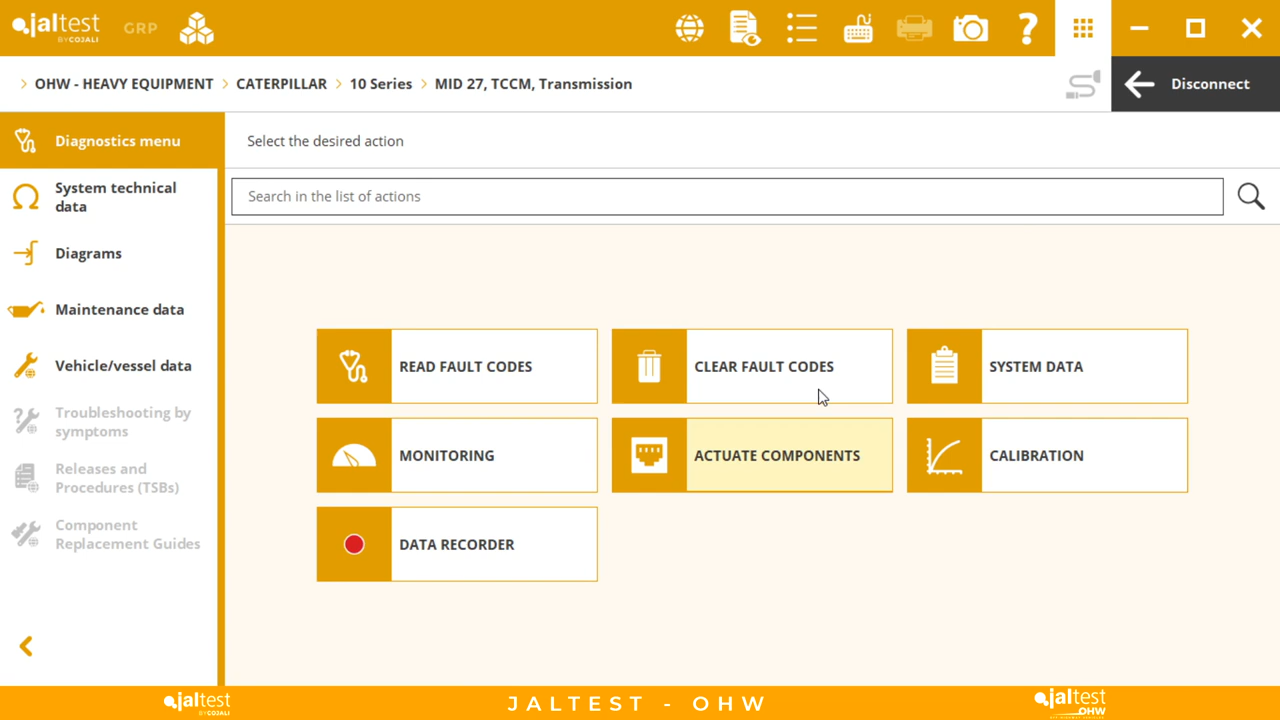 jaltest
BY COJALI
GRP
OHW - HEAVY EQUIPMENT
CATERPILLAR
10 Series
MID 27, TCCM, Transmission
Disconnect
Diagnostics menu
System technical
data
Diagrams
Maintenance data
Vehicle/vessel data
Troubleshooting by
symptoms
Releases and
Procedures (TSBs)
Component
Replacement Guides
Select the desired action
Search in the list of actions
READ FAULT CODES
CLEAR FAULT CODES
SYSTEM DATA
MONITORING
ACTUATE COMPONENTS
CALIBRATION
DATA RECORDER
jaltest
BY COJALI
JALTEST - OHW
jaltest
OHW